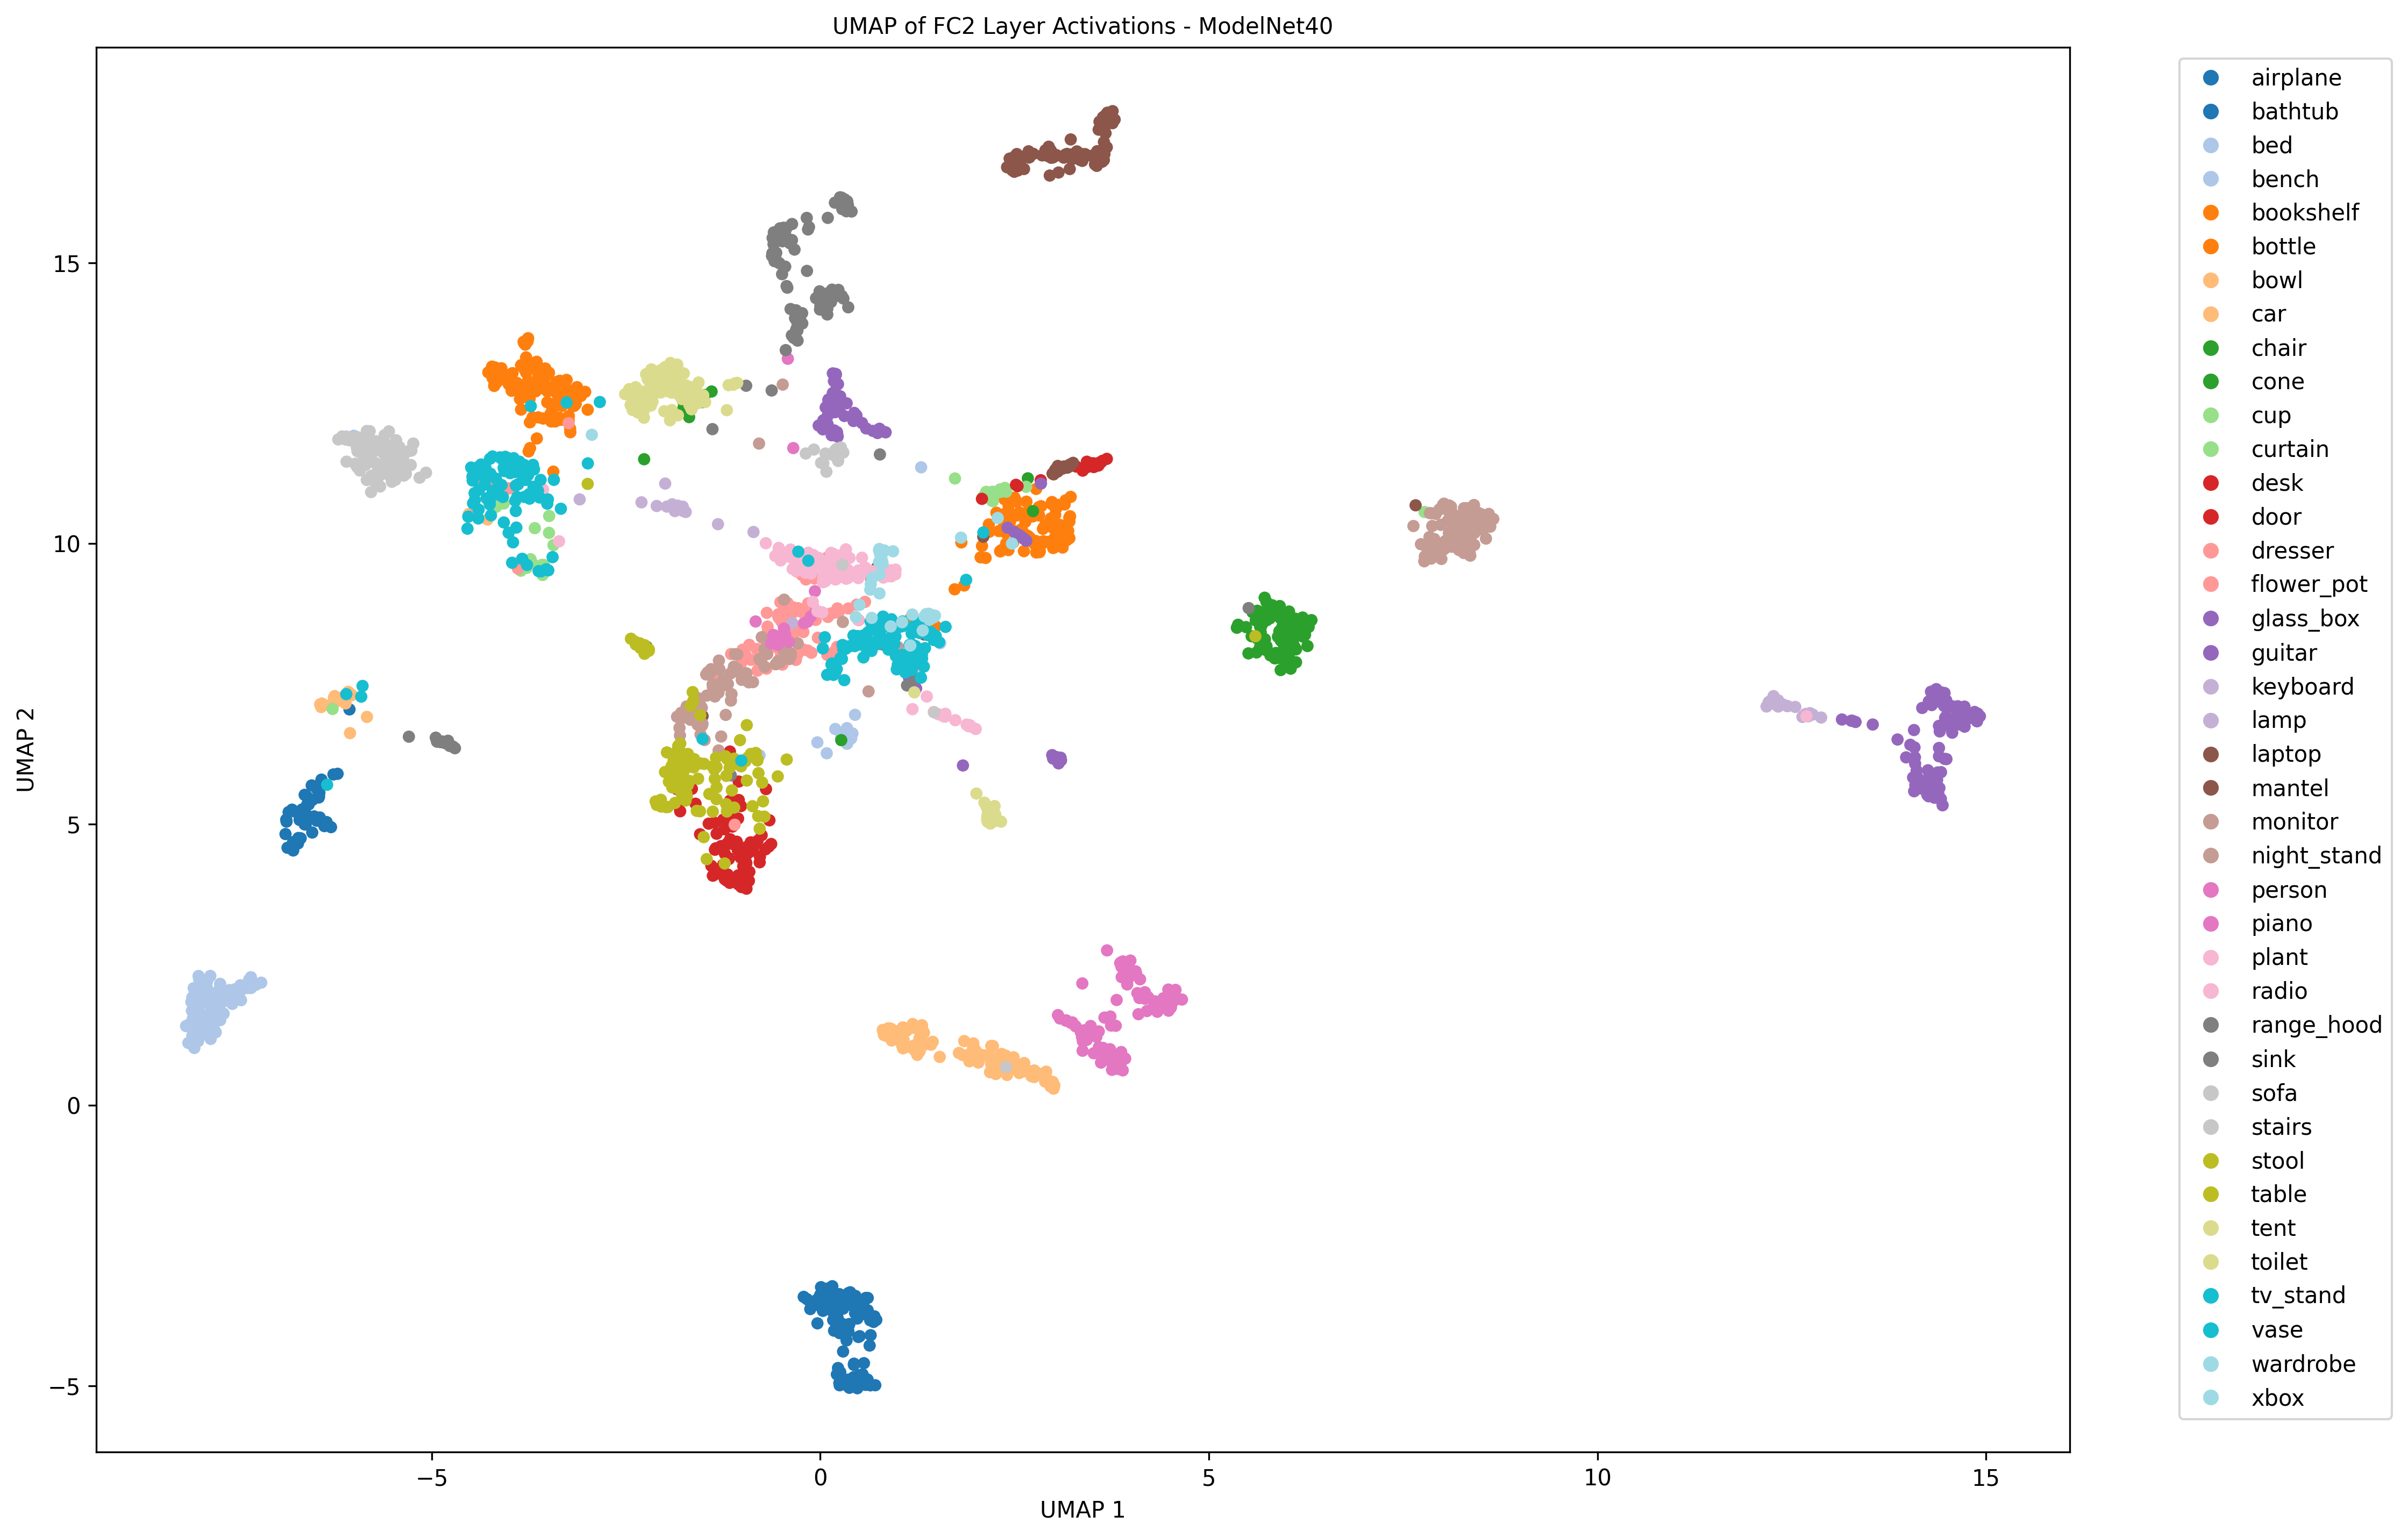 UMAP of FC2 Layer Activations - ModelNet40
UMAP 2
15
10
5
0
−5
−5
0
5
10
15
UMAP 1
airplane
bathtub
bed
bench
bookshelf
bottle
bowl
car
chair
cone
cup
curtain
desk
door
dresser
flower_pot
glass_box
guitar
keyboard
lamp
laptop
mantel
monitor
night_stand
person
piano
plant
radio
range_hood
sink
sofa
stairs
stool
table
tent
toilet
tv_stand
vase
wardrobe
xbox